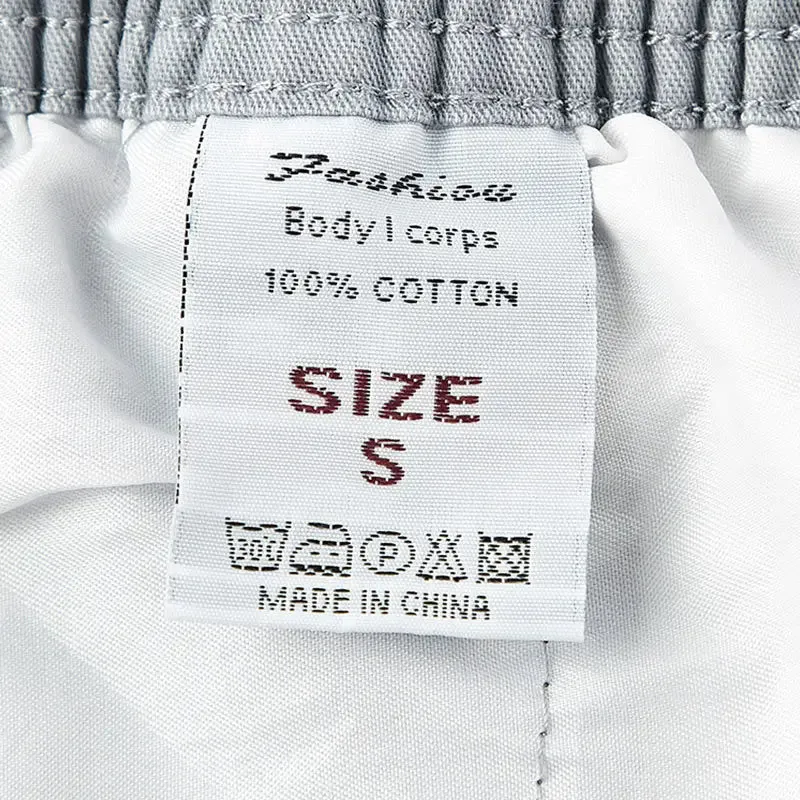 Fashion
Body | corps
100% COTTON
SIZE
S
P
MADE IN CHINA